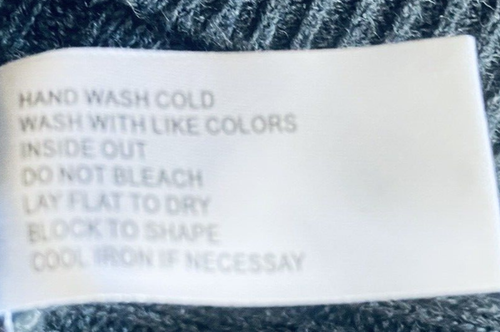 HAND WASH COLD
WASH WITH LIKE COLORS
INSIDE OUT
DO NOT BLEACH
LAY FLAT TO DRY
BLOCK TO SHAPE
COOL IRON IF NECESSAY